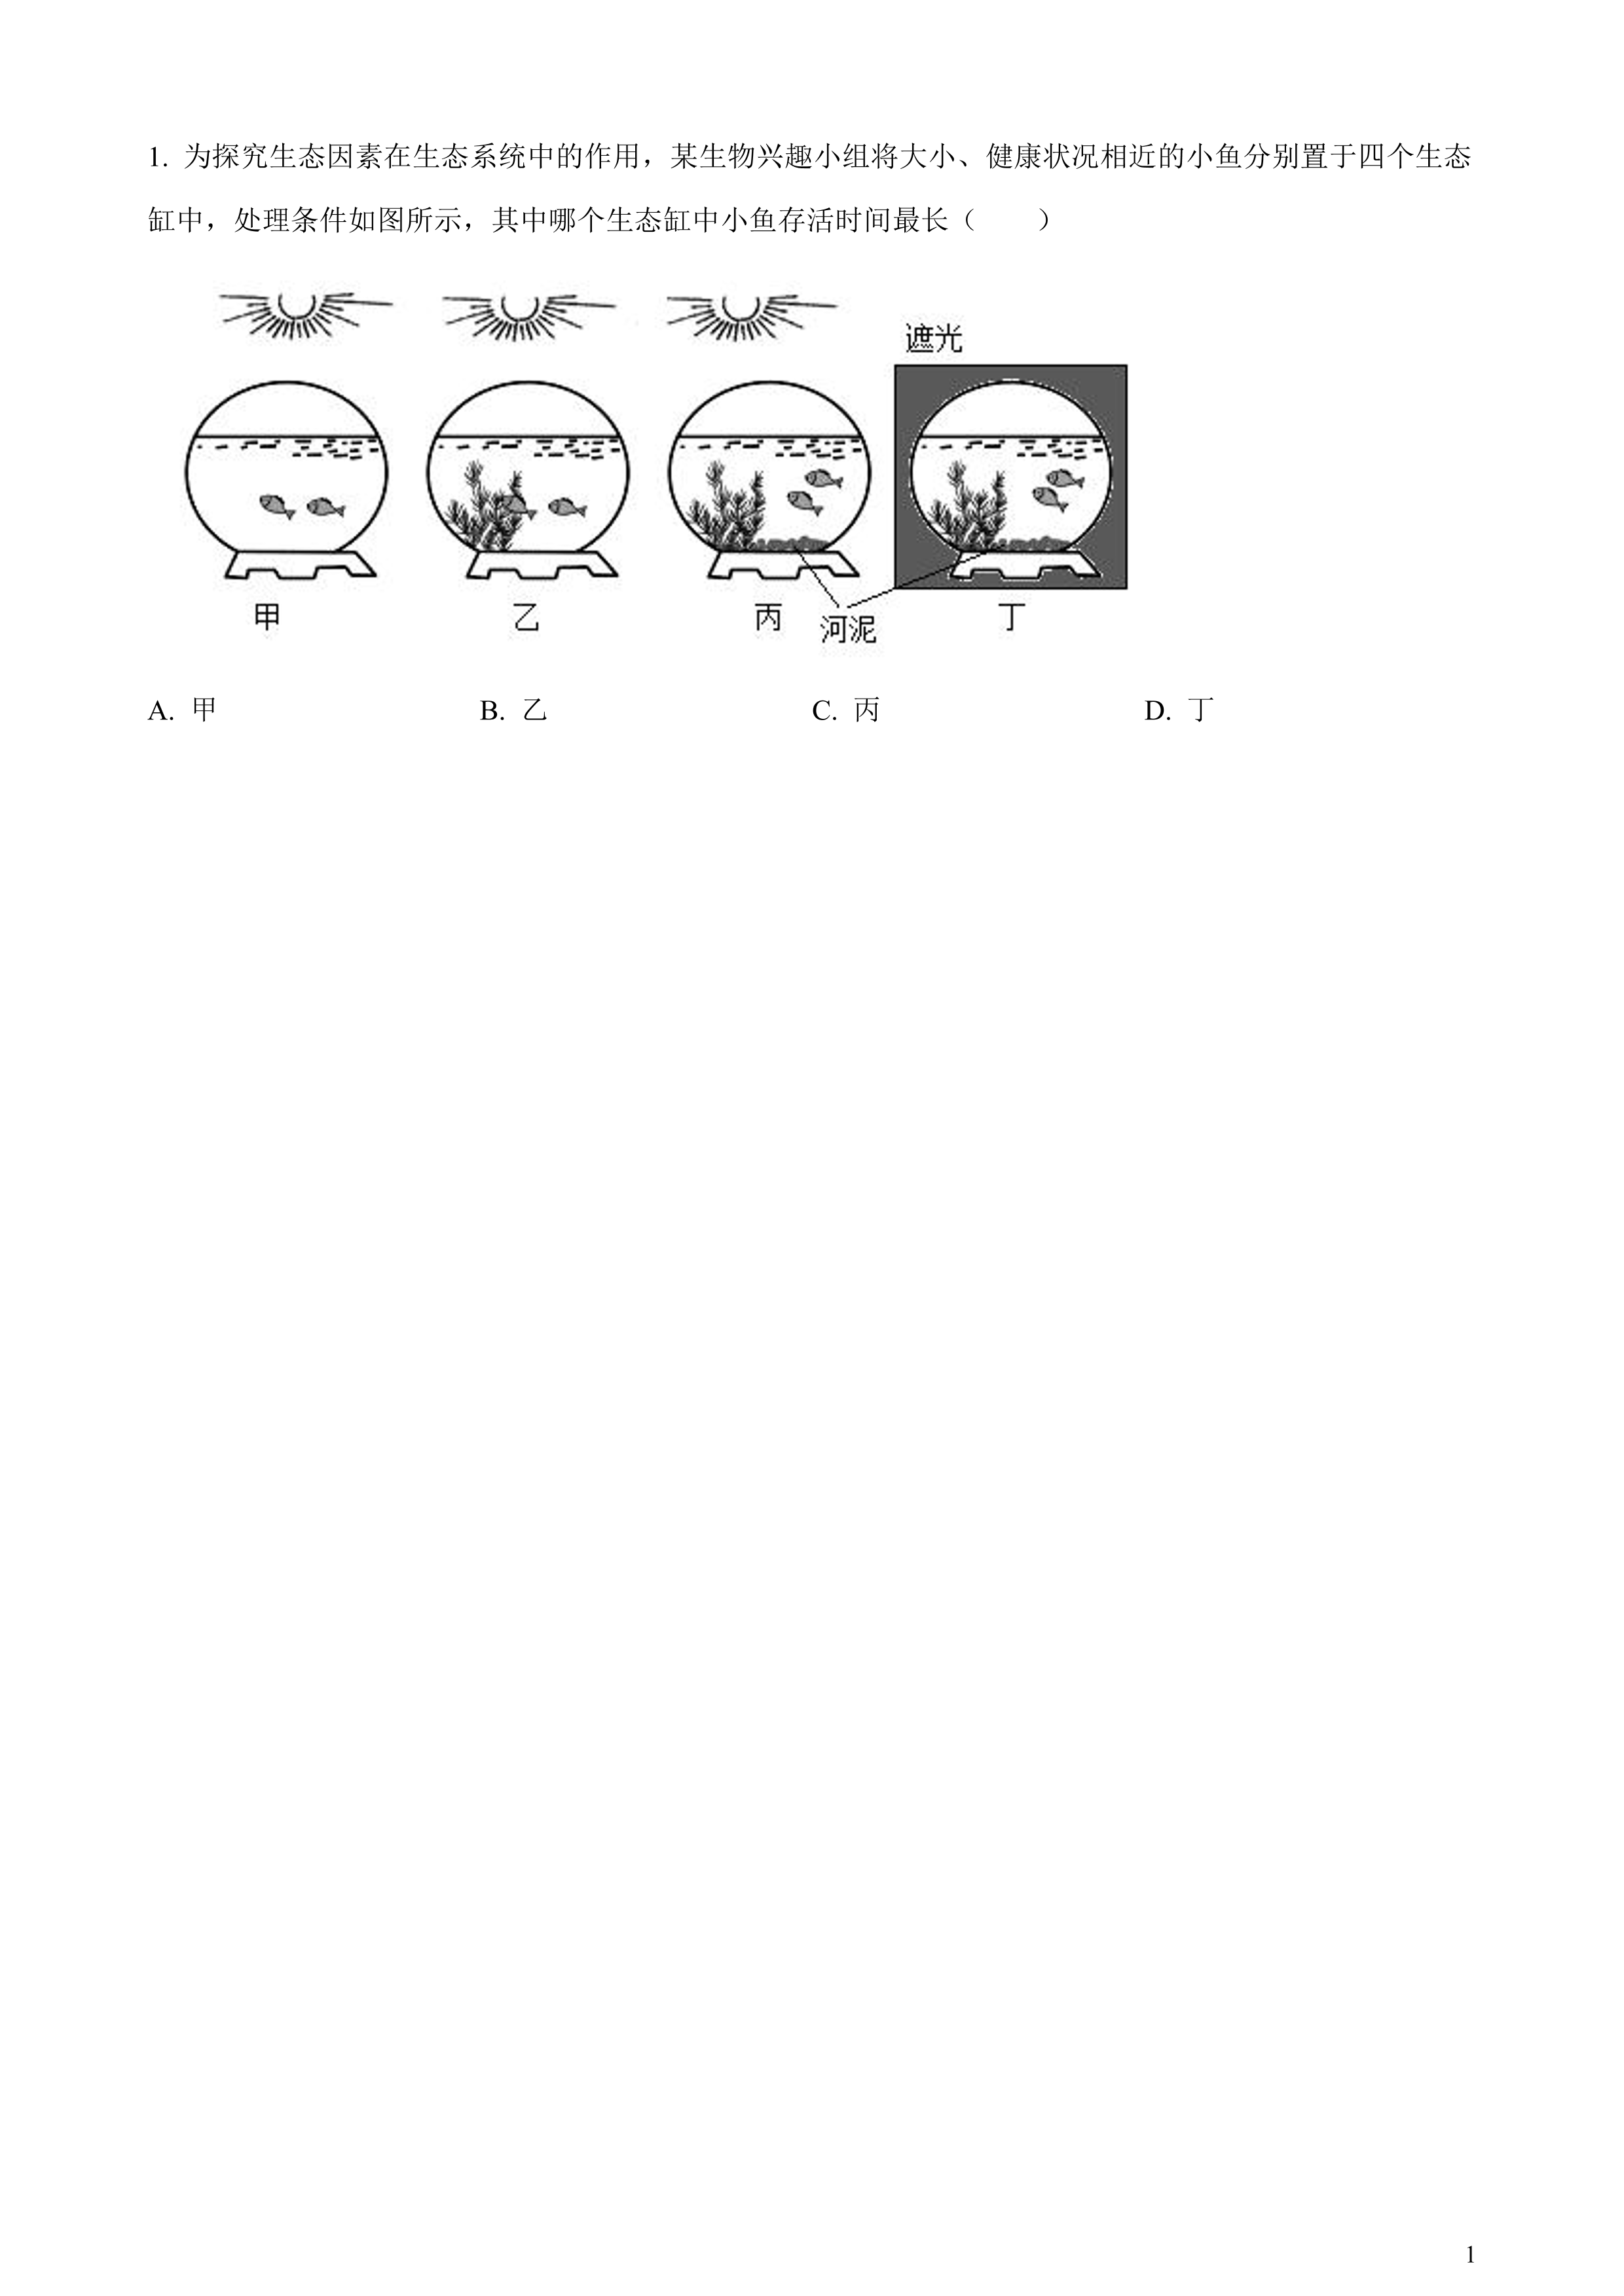 1. 为探究生态因素在生态系统中的作用，某生物兴趣小组将大小、健康状况相近的小鱼分别置于四个生态
缸中，处理条件如图所示，其中哪个生态缸中小鱼存活时间最长（　　）
遮光
甲 乙 丙 河泥 丁
A. 甲 B. 乙 C. 丙 D. 丁
1